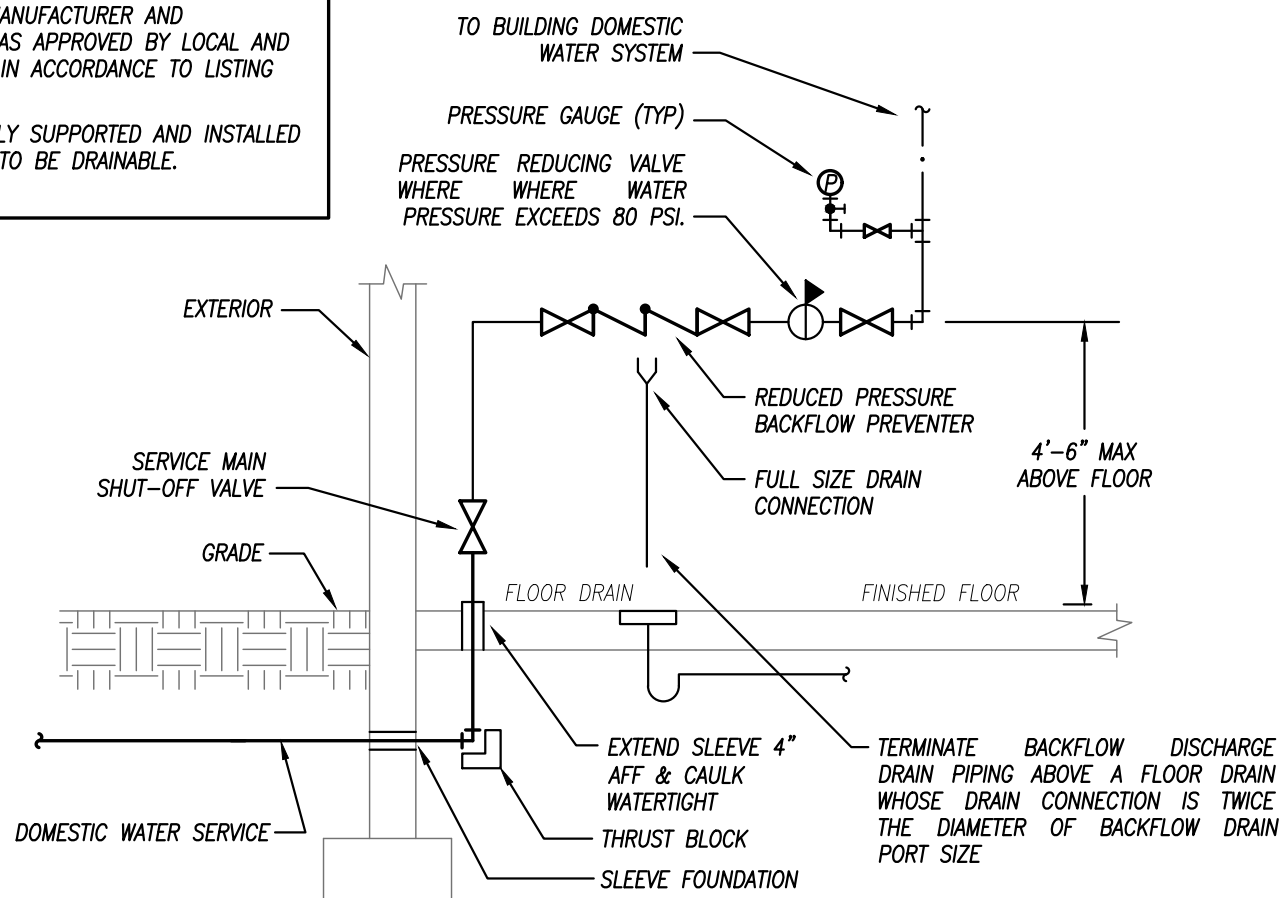 ANUFACTURER AND
AS APPROVED BY LOCAL AND
IN ACCORDANCE TO LISTING
LY SUPPORTED AND INSTALLED
TO BE DRAINABLE.
TO BUILDING DOMESTIC
WATER SYSTEM
PRESSURE GAUGE (TYP)
P
PRESSURE REDUCING VALVE
WHERE WHERE WATER
PRESSURE EXCEEDS 80 PSI.
EXTERIOR
REDUCED PRESSURE
BACKFLOW PREVENTER
4'-6" MAX
ABOVE FLOOR
SERVICE MAIN
SHUT-OFF VALVE
FULL SIZE DRAIN
CONNECTION
GRADE
FLOOR DRAIN
FINISHED FLOOR
EXTEND SLEEVE 4"
AFF & CAULK
WATERTIGHT
TERMINATE BACKFLOW DISCHARGE
DRAIN PIPING ABOVE A FLOOR DRAIN
WHOSE DRAIN CONNECTION IS TWICE
THE DIAMETER OF BACKFLOW DRAIN
PORT SIZE
DOMESTIC WATER SERVICE
THRUST BLOCK
SLEEVE FOUNDATION